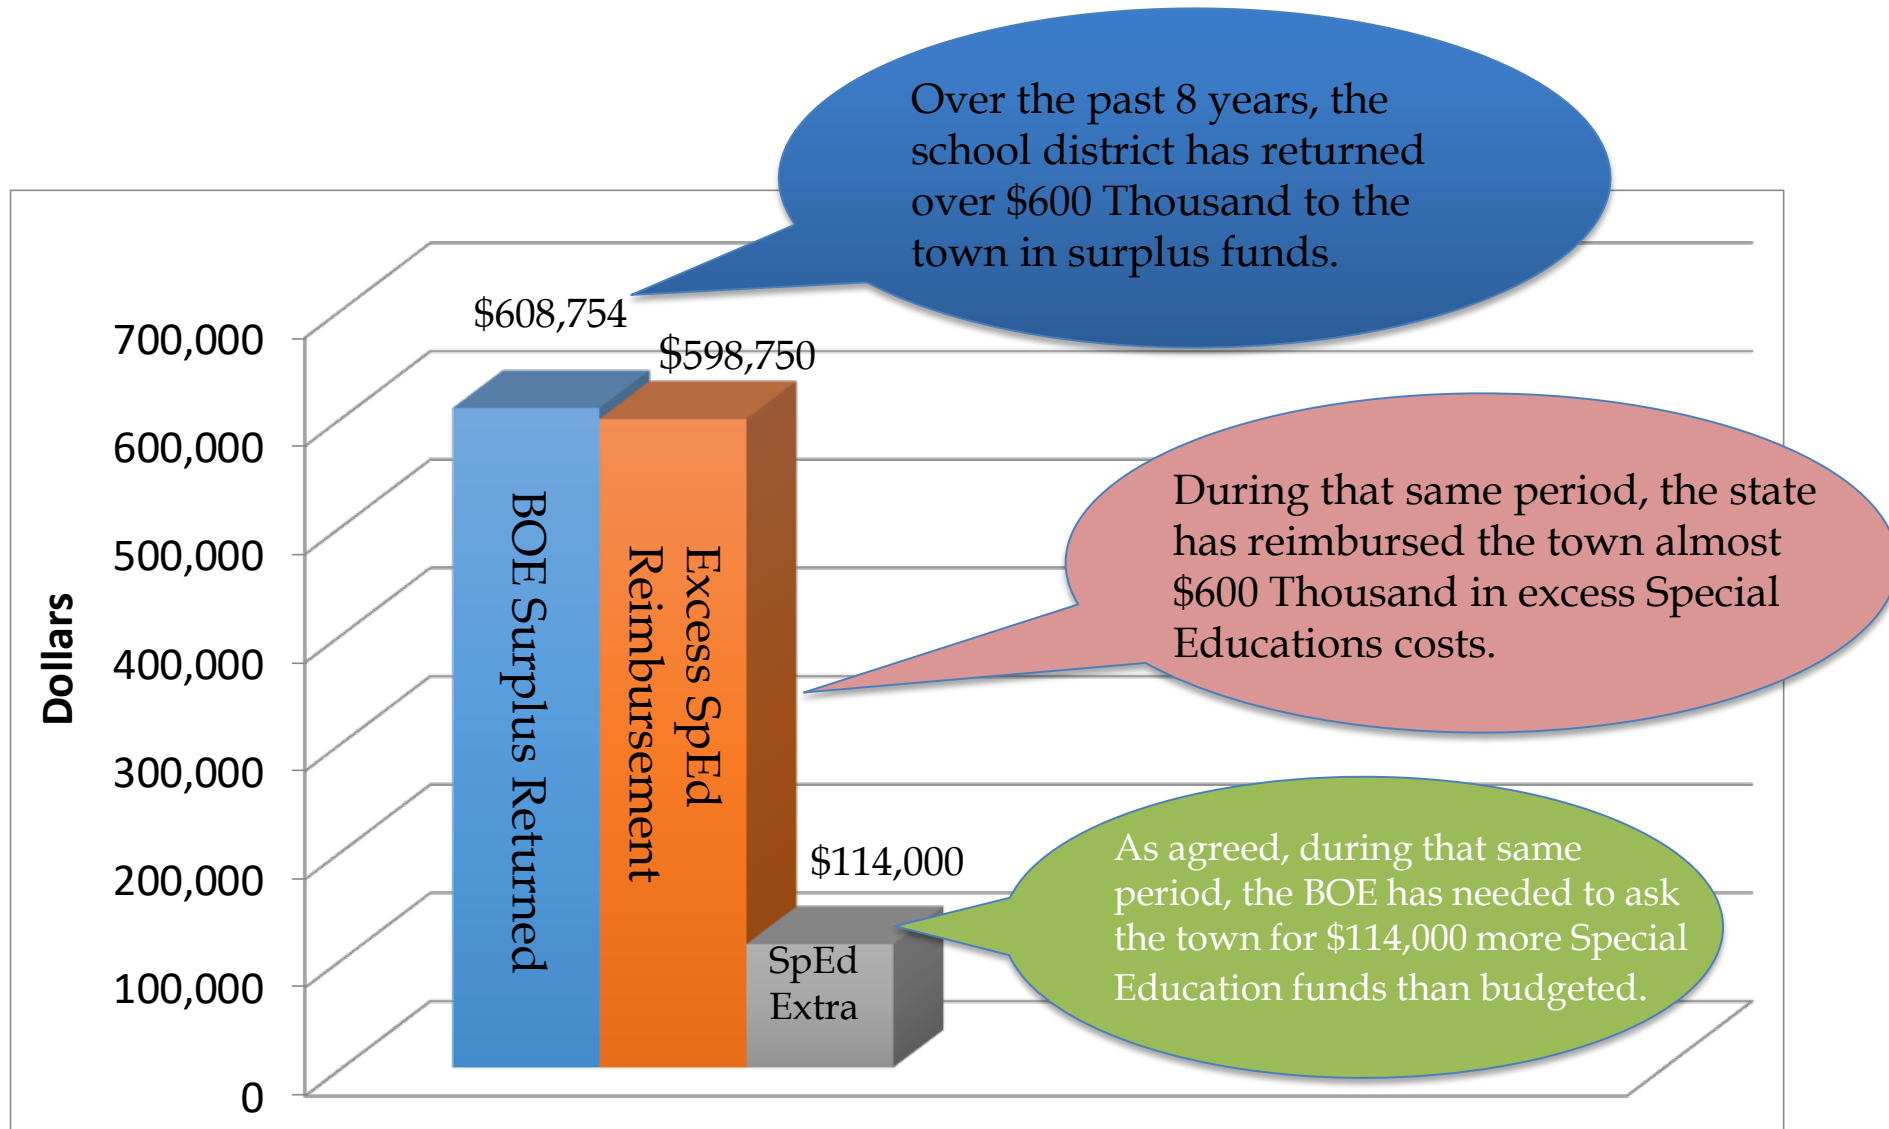 Over the past 8 years, the
school district has returned
over $600 Thousand to the
town in surplus funds.
$608,754
$598,750
700,000
600,000
500,000
400,000
300,000
200,000
100,000
0
Dollars
BOE Surplus Returned
Excess SpEd
Reimbursement
During that same period, the state
has reimbursed the town almost
$600 Thousand in excess Special
Educations costs.
$114,000
SpEd
Extra
As agreed, during that same
period, the BOE has needed to ask
the town for $114,000 more Special
Education funds than budgeted.